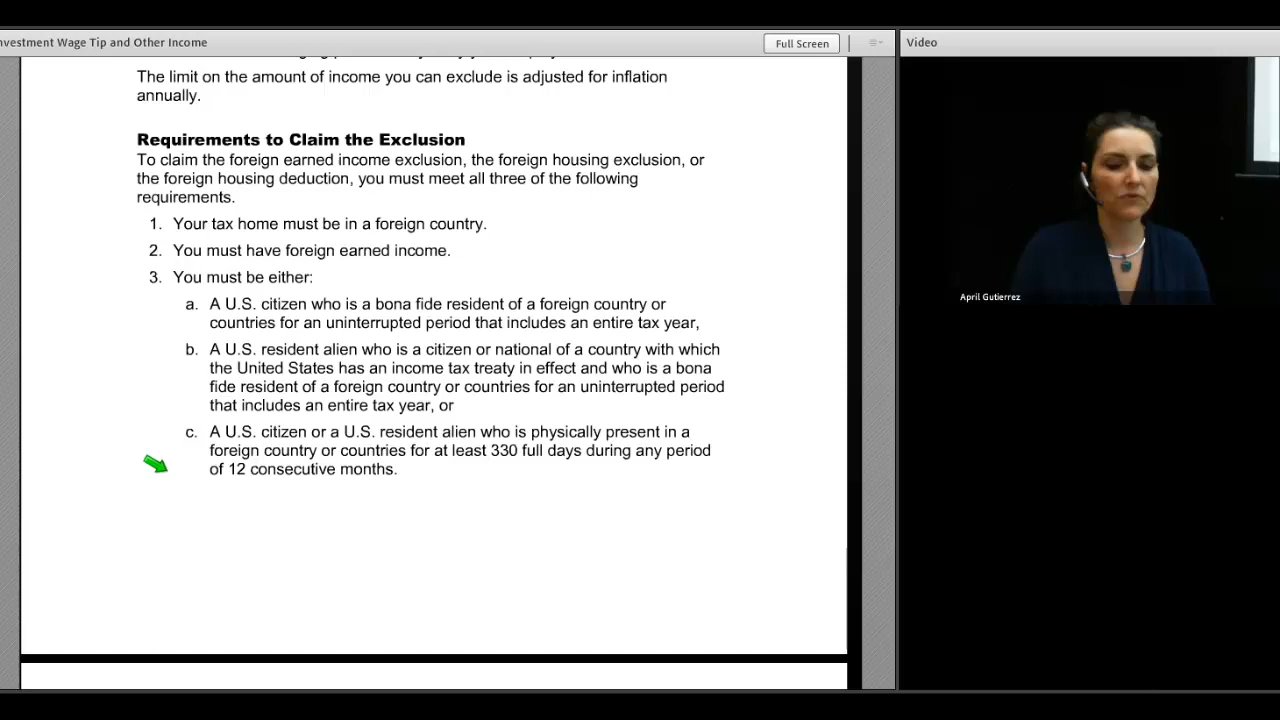 nvestment Wage Tip and Other Income
Full Screen
Video
The limit on the amount of income you can exclude is adjusted for inflation
annually.
Requirements to Claim the Exclusion
To claim the foreign earned income exclusion, the foreign housing exclusion, or
the foreign housing deduction, you must meet all three of the following
requirements.
1. Your tax home must be in a foreign country.
2. You must have foreign earned income.
3. You must be either:
a. A U.S. citizen who is a bona fide resident of a foreign country or
countries for an uninterrupted period that includes an entire tax year,
b. A U.S. resident alien who is a citizen or national of a country with which
the United States has an income tax treaty in effect and who is a bona
fide resident of a foreign country or countries for an uninterrupted period
that includes an entire tax year, or
c. A U.S. citizen or a U.S. resident alien who is physically present in a
foreign country or countries for at least 330 full days during any period
of 12 consecutive months.
April Gutierrez